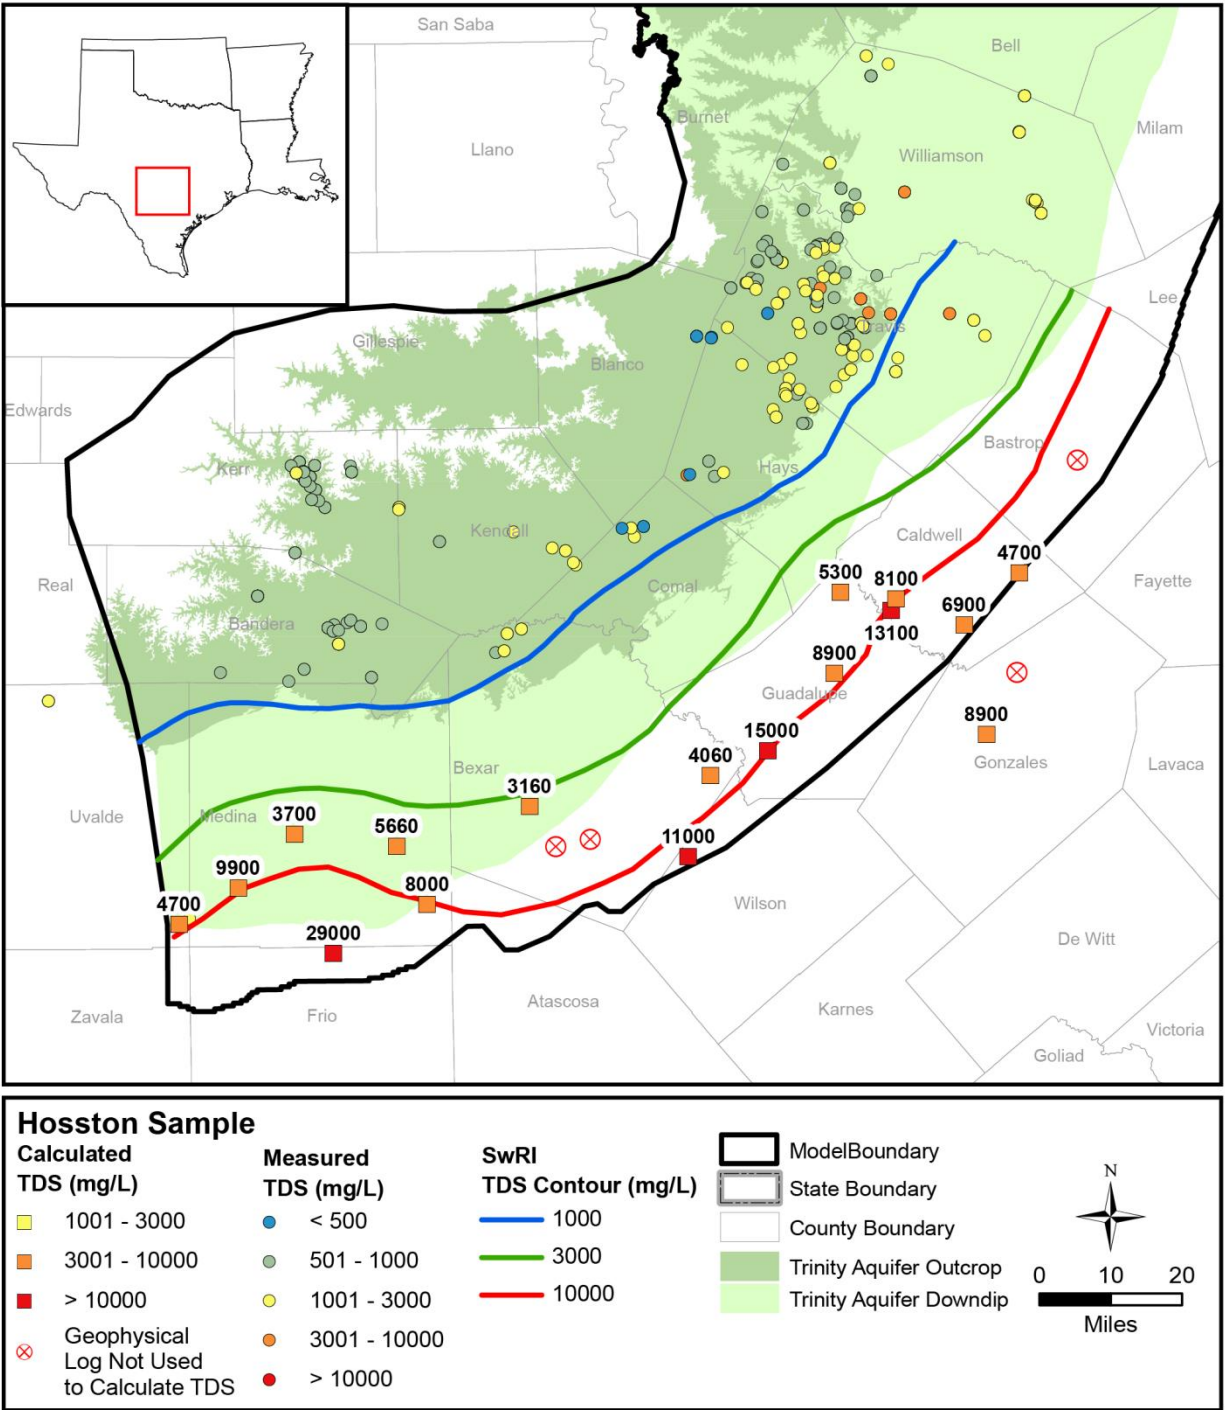 San Saba
Bell
Burnet
Milam
Llano
Williamson
Lee
Travis
Gillespie
Blanco
Edwards
Bastrop
Kerr
Hays
Kendall
Caldwell
4700
Real
5300
8100
Fayette
Comal
6900
Bandera
13100
8900
Guadalupe
8900
15000
4060
Gonzales
Lavaca
Bexar
3160
Uvalde
Medina
3700
5660
11000
9900
8000
4700
Wilson
29000
De Witt
Atascosa
Karnes
Zavala
Frio
Victoria
Goliad
Hosston Sample
Calculated
TDS (mg/L)
1001 - 3000
3001 - 10000
> 10000
Geophysical
Log Not Used
to Calculate TDS
Measured
TDS (mg/L)
< 500
501 - 1000
1001 - 3000
3001 - 10000
> 10000
SwRI
TDS Contour (mg/L)
1000
3000
10000
ModelBoundary
State Boundary
County Boundary
Trinity Aquifer Outcrop
Trinity Aquifer Downdip
N
0 10 20
Miles